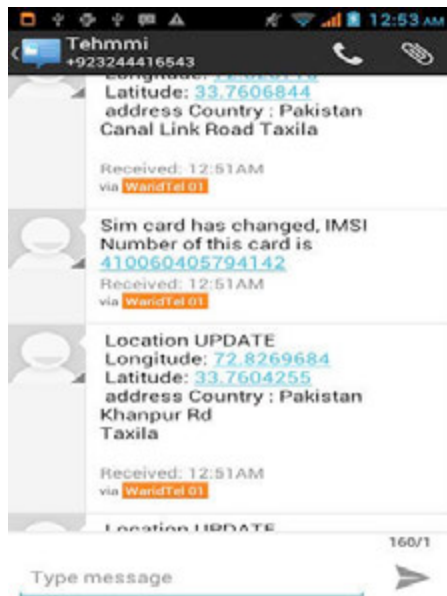 12:53 AM
Tehmmi
+923244416543
Latitude: 33.7606844
address Country : Pakistan
Canal Link Road Taxila
Received: 12:51AM
via WaridTel 01
Sim card has changed, IMSI
Number of this card is
410060405794142
Received: 12:51AM
via WaridTel 01
Location UPDATE
Longitude: 72.8269684
Latitude: 33.7604255
address Country : Pakistan
Khanpur Rd
Taxila
Received: 12:51AM
via WaridTel 01
Location UPDATE
160/1
Type message